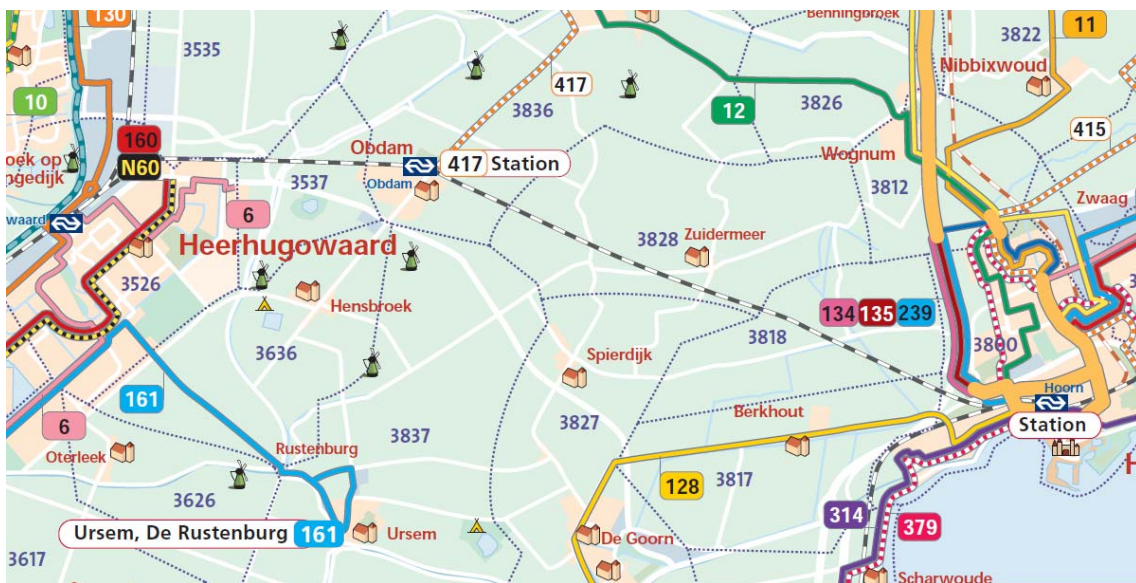 130
3535
Benningbroek
3822
11
Nibbixwoud
10
417
3836
12
3826
415
160
N60
Obdam
417 Station
Wognum
oek op
ngedijk
3537
Obdam
3812
Zwaag
waard
6
Heerhugowaard
3828
Zuidermeer
3526
Hensbroek
134
135
239
3818
3800
3636
Spierdijk
Hoorn
161
Berkhout
Station
6
3827
Oterleek
Rustenburg
3837
H
3626
128
3817
Ursem, De Rustenburg 161
Ursem
314
379
De Goorn
3617
Scharwoude